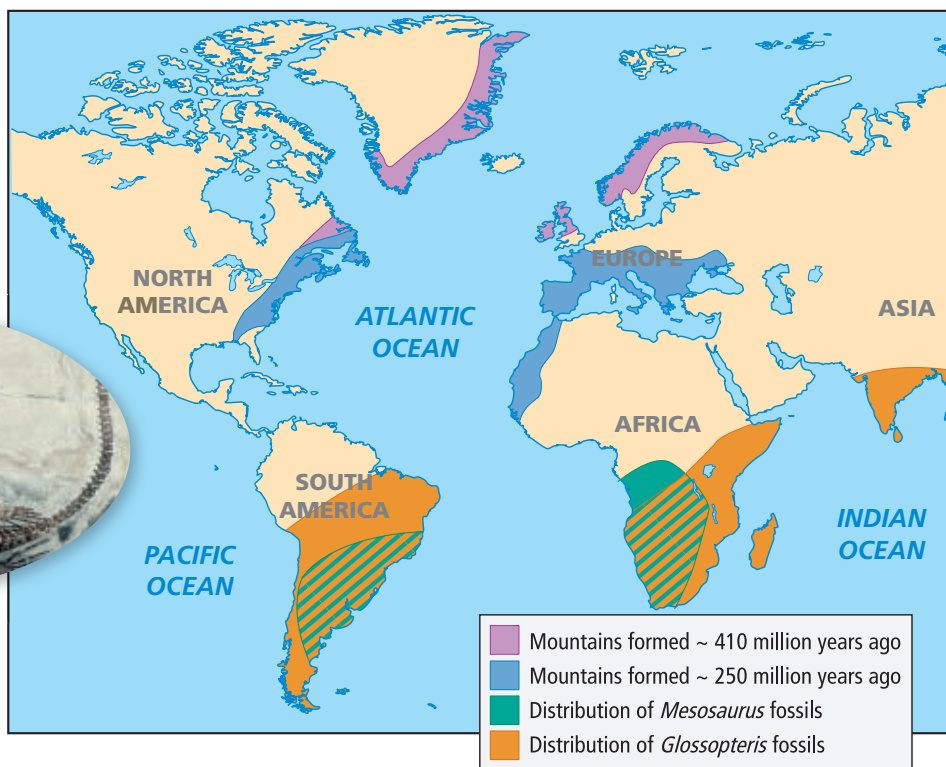 NORTH
AMERICA
ATLANTIC
OCEAN
EUROPE
ASIA
AFRICA
SOUTH
AMERICA
PACIFIC
OCEAN
INDIAN
OCEAN
Mountains formed ~ 410 million years ago
Mountains formed ~ 250 million years ago
Distribution of Mesosaurus fossils
Distribution of Glossopteris fossils